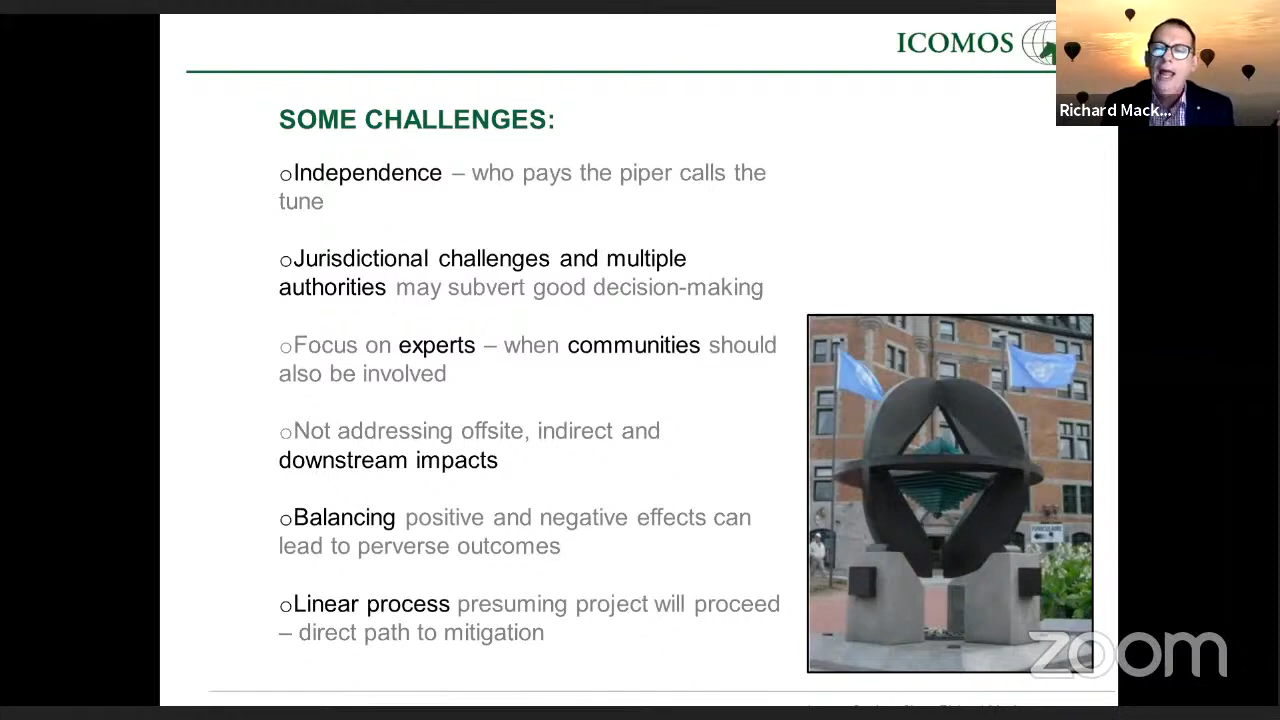 ICOMOS
Richard Mack...
SOME CHALLENGES:
oIndependence – who pays the piper calls the
tune
oJurisdictional challenges and multiple
authorities may subvert good decision-making
oFocus on experts – when communities should
also be involved
oNot addressing offsite, indirect and
downstream impacts
oBalancing positive and negative effects can
lead to perverse outcomes
oLinear process presuming project will proceed
– direct path to mitigation
FUNICULAIRE
zoom